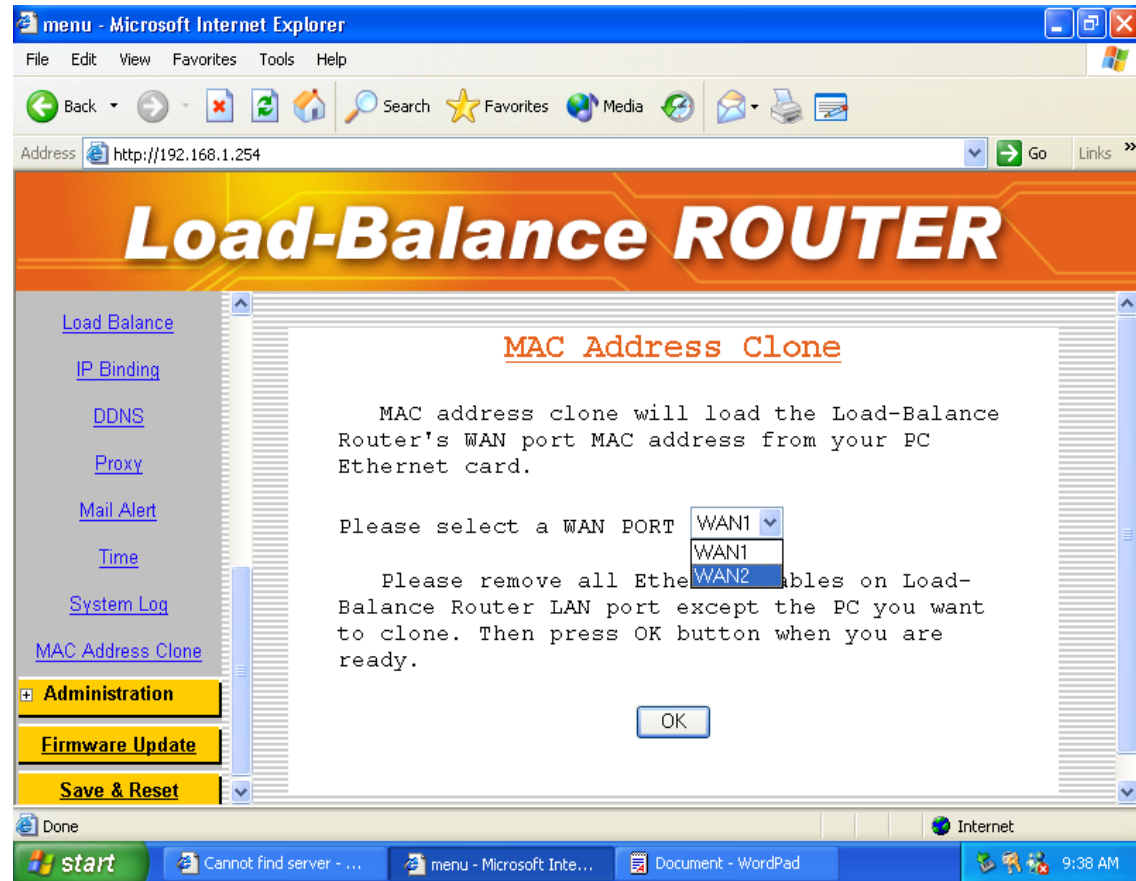 menu - Microsoft Internet Explorer
File Edit View Favorites Tools Help
Back Search Favorites Media
Address http://192.168.1.254 Go Links »
Load-Balance ROUTER
Load Balance
IP Binding
DDNS
Proxy
Mail Alert
Time
System Log
MAC Address Clone
Administration
Firmware Update
Save & Reset
MAC Address Clone
MAC address clone will load the Load-Balance
Router's WAN port MAC address from your PC
Ethernet card.
Please select a WAN PORT WAN1
WAN1
WAN2
Please remove all Ethe ables on Load-
Balance Router LAN port except the PC you want
to clone. Then press OK button when you are
ready.
OK
Done Internet
start Cannot find server - ... menu - Microsoft Inte... Document - WordPad 9:38 AM